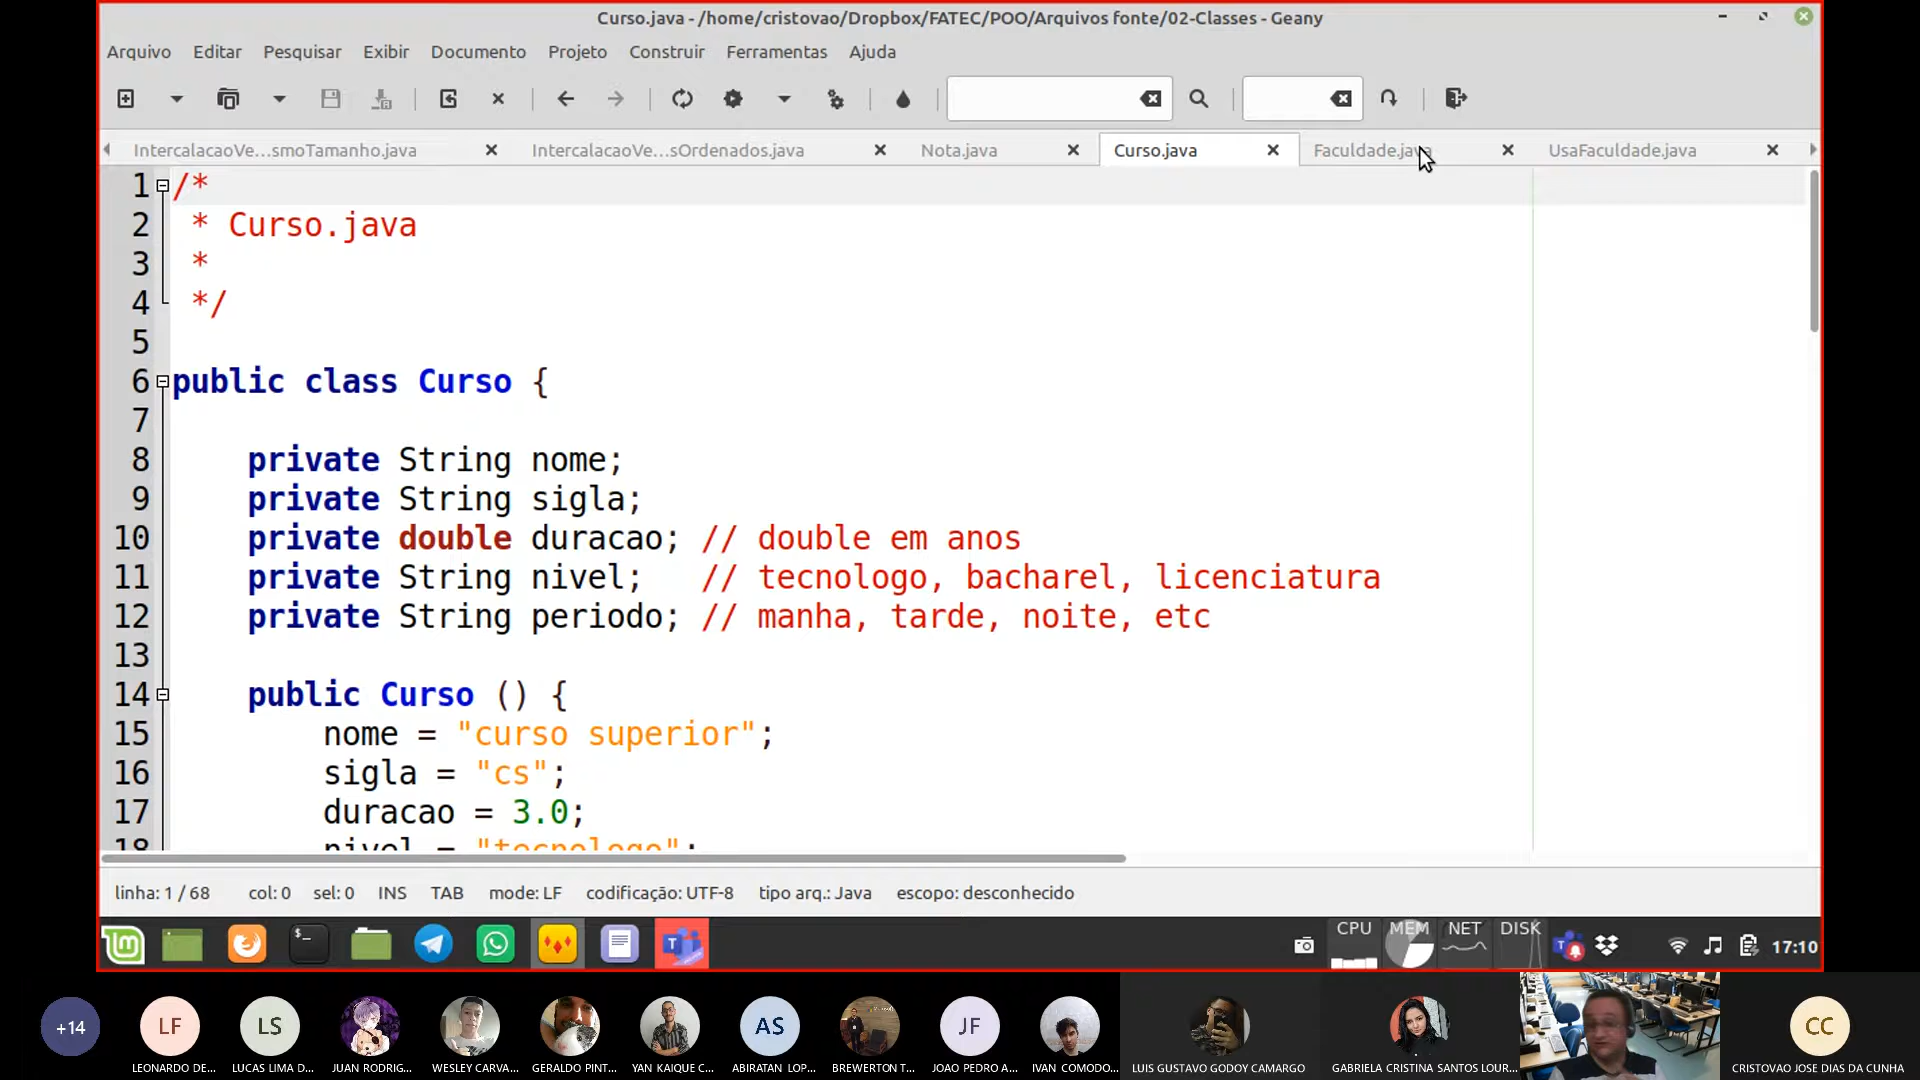 Curso.java - /home/cristovao/Dropbox/FATEC/POO/Arquivos fonte/02-Classes - Geany
Arquivo Editar Pesquisar Exibir Documento Projeto Construir Ferramentas Ajuda
IntercalacaoVe...smoTamanho.java IntercalacaoVe...sOrdenados.java Nota.java Curso.java Faculdade.java UsaFaculdade.java
1 /*
2 * Curso.java
3 *
4 */
5
6 public class Curso {
7
8 private String nome;
9 private String sigla;
10 private double duracao; // double em anos
11 private String nivel; // tecnologo, bacharel, licenciatura
12 private String periodo; // manha, tarde, noite, etc
13
14 public Curso () {
15 nome = "curso superior";
16 sigla = "cs";
17 duracao = 3.0;
18 nivel = "tecnologo";
linha: 1 / 68 col: 0 sel: 0 INS TAB mode: LF codificação: UTF-8 tipo arq.: Java escopo: desconhecido
CPU MEM NET DISK
17:10
+14 LF LS AS JF CC
LEONARDO DE... LUCAS LIMA D... JUAN RODRIG... WESLEY CARVA... GERALDO PINT... YAN KAIQUE C... ABIRATAN LOP... BREWERTON T... JOAO PEDRO A... IVAN COMODO... LUIS GUSTAVO GODOY CAMARGO GABRIELA CRISTINA SANTOS LOUR... CRISTOVAO JOSE DIAS DA CUNHA